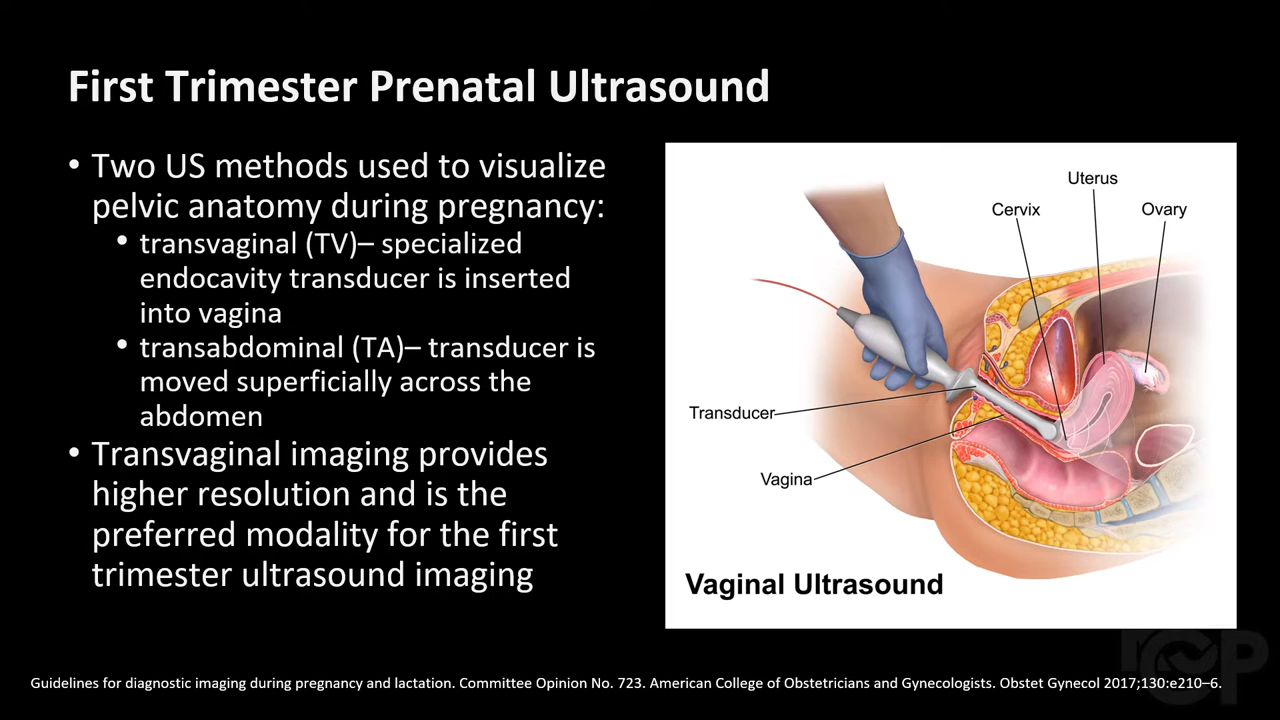 First Trimester Prenatal Ultrasound
• Two US methods used to visualize
pelvic anatomy during pregnancy:
• transvaginal (TV)– specialized
endocavity transducer is inserted
into vagina
• transabdominal (TA)– transducer is
moved superficially across the
abdomen
• Transvaginal imaging provides
higher resolution and is the
preferred modality for the first
trimester ultrasound imaging
Uterus
Cervix
Ovary
Transducer
Vagina
Vaginal Ultrasound
Guidelines for diagnostic imaging during pregnancy and lactation. Committee Opinion No. 723. American College of Obstetricians and Gynecologists. Obstet Gynecol 2017;130:e210–6.